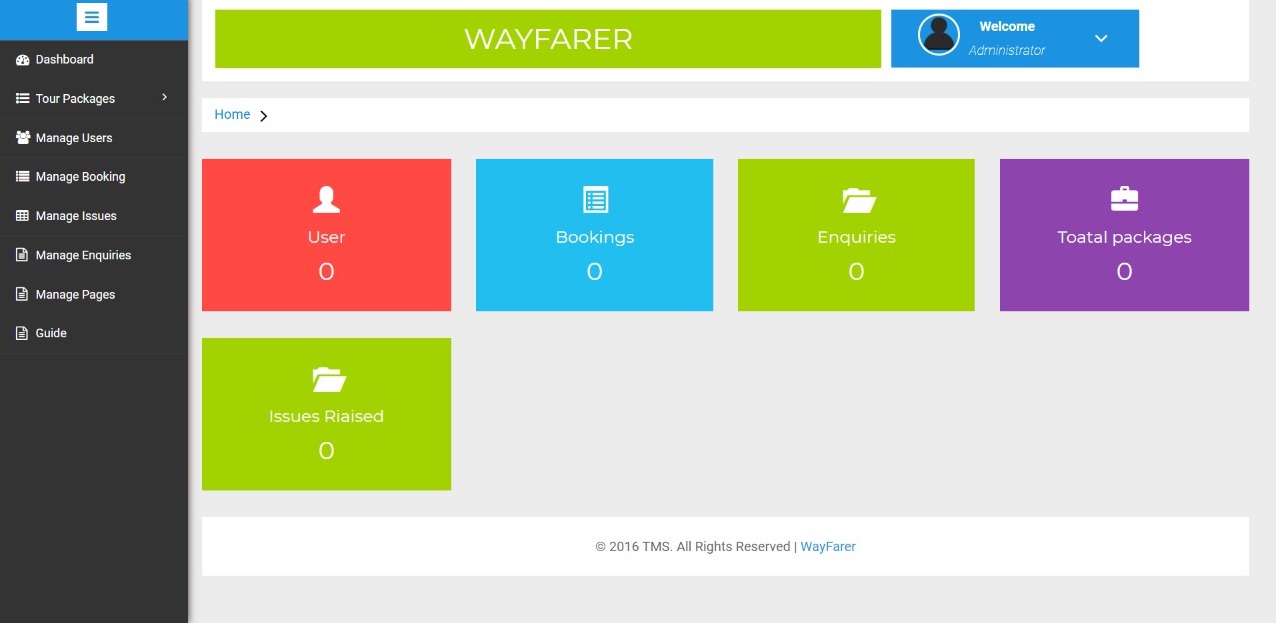 WAYFARER
Welcome
Administrator
Dashboard
Tour Packages
Manage Users
Manage Booking
Manage Issues
Manage Enquiries
Manage Pages
Guide
Home
User
0
Bookings
0
Enquiries
0
Toatal packages
0
Issues Riaised
0
© 2016 TMS. All Rights Reserved | WayFarer